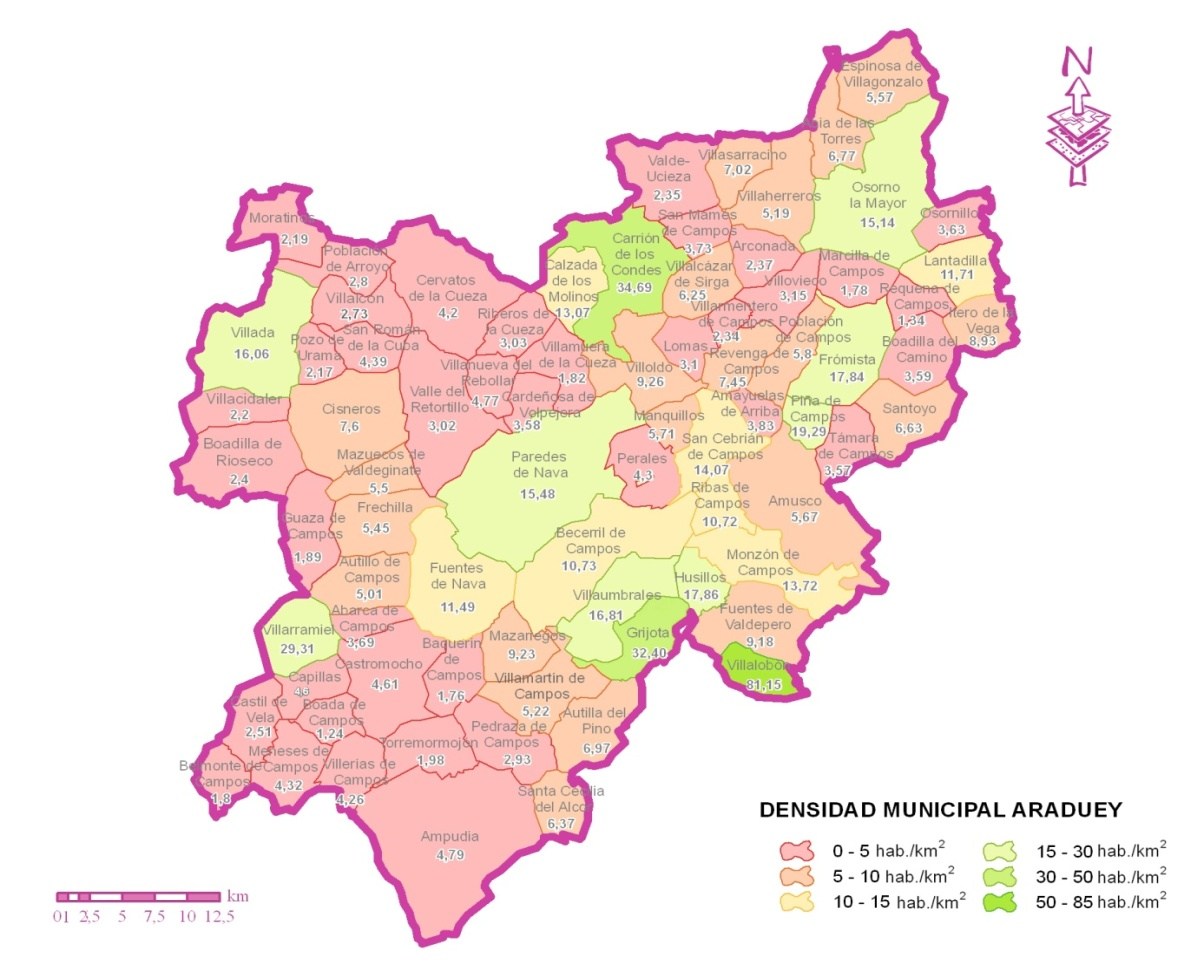 N
Espinosa de
Villagonzalo
5,57
Abia de las
Torres
6,77
Valde-
Ucieza
2,35
Villasarracino
7,02
Villaherreros
5,19
Osorno
la Mayor
15,14
Osornillo
3,63
Moratinos
2,19
San Mamés
de Campos
3,73
Carrión
de los
Condes
34,69
Arconada
2,37
Marcilla de
Campos
1,78
Lantadilla
11,71
Población
de Arroyo
2,8
Cervatos
de la Cueza
4,2
Calzada
de los
Molinos
13,07
Villalcázar
de Sirga
6,25
Villovieco
3,15
Requena de
Campos
1,34
Itero de la
Vega
8,93
Villalcón
2,73
Riberos de
la Cueza
3,03
Villarmentero
de Campos
2,34
Población
de Campos
5,8
Villada
16,06
Pozo de
Urama
2,17
San Román
de la Cuba
4,39
Villamuera
de la Cueza
1,82
Lomas
3,1
Revenga de
Campos
7,45
Frómista
17,84
Boadilla del
Camino
3,59
Villanueva del
Rebollar
4,77
Villoldo
9,26
Villacidaler
2,2
Cisneros
7,6
Valle del
Retortillo
3,02
Cardeñosa de
Volpejera
3,58
Amayuelas
de Arriba
3,83
Piña de
Campos
19,29
Santoyo
6,63
Manquillos
5,71
Boadilla de
Rioseco
2,4
Mazuecos de
Valdeginate
5,5
Paredes
de Nava
15,48
Perales
4,3
San Cebrián
de Campos
14,07
Támara
de Campos
3,57
Ribas de
Campos
10,72
Amusco
5,67
Guaza de
Campos
1,89
Frechilla
5,45
Becerril de
Campos
10,73
Monzón de
Campos
13,72
Autillo de
Campos
5,01
Fuentes
de Nava
11,49
Husillos
17,86
Villaumbrales
16,81
Fuentes de
Valdepero
9,18
Villarramiel
29,31
Abarca de
Campos
3,69
Mazariegos
9,23
Grijota
32,40
Baquerín
de
Campos
1,76
Villalobón
81,15
Castromocho
4,61
Capillas
4,6
Villamartin de
Campos
5,22
Castil de
Vela
2,51
Boada de
Campos
1,24
Autilla del
Pino
6,97
Pedraza de
Campos
2,93
Torremormojón
1,98
Meneses de
Campos
4,32
Villerias de
Campos
4,26
Belmonte de
Campos
1,8
Santa Cecilia
del Alcor
6,37
Ampudia
4,79
DENSIDAD MUNICIPAL ARADUEY
0 - 5 hab./km²
5 - 10 hab./km²
10 - 15 hab./km²
15 - 30 hab./km²
30 - 50 hab./km²
50 - 85 hab./km²
km
0 1 2,5 5 7,5 10 12,5